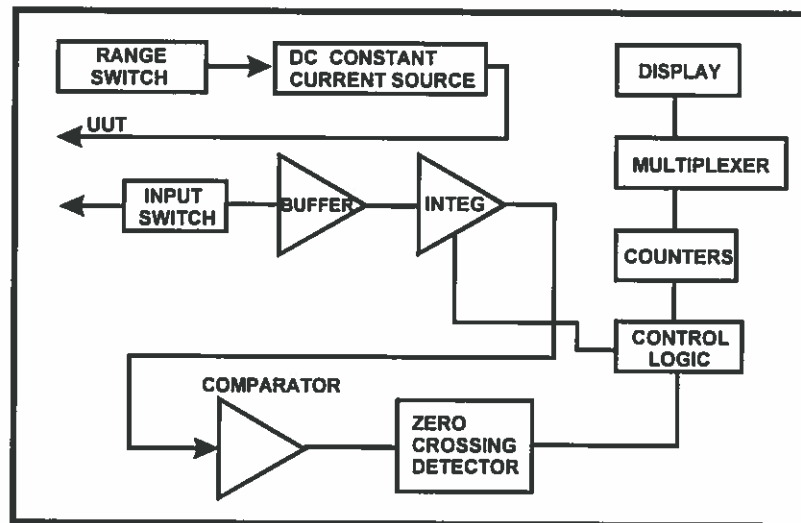 RANGE
SWITCH
DC CONSTANT
CURRENT SOURCE
DISPLAY
UUT
MULTIPLEXER
INPUT
SWITCH
BUFFER
INTEG
COUNTERS
CONTROL
LOGIC
COMPARATOR
ZERO
CROSSING
DETECTOR